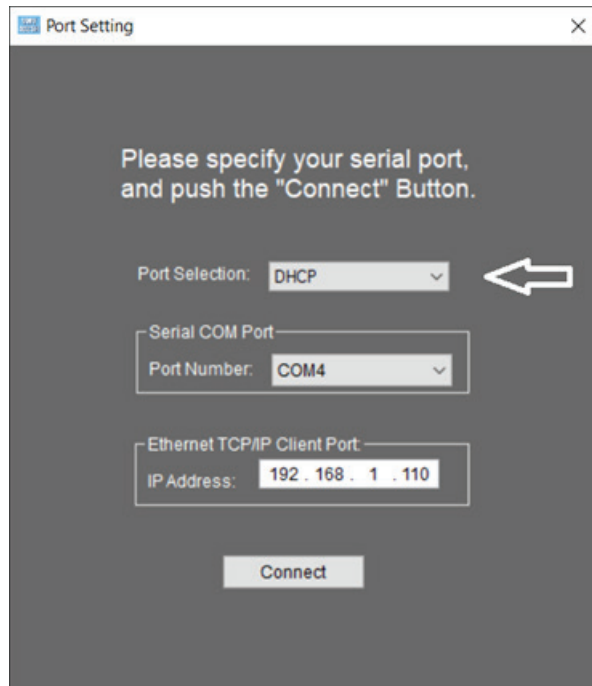 Port Setting
Please specify your serial port,
and push the "Connect" Button.
Port Selection: DHCP
Serial COM Port
Port Number: COM4
Ethernet TCP/IP Client Port:
IP Address: 192 . 168 . 1 . 110
Connect